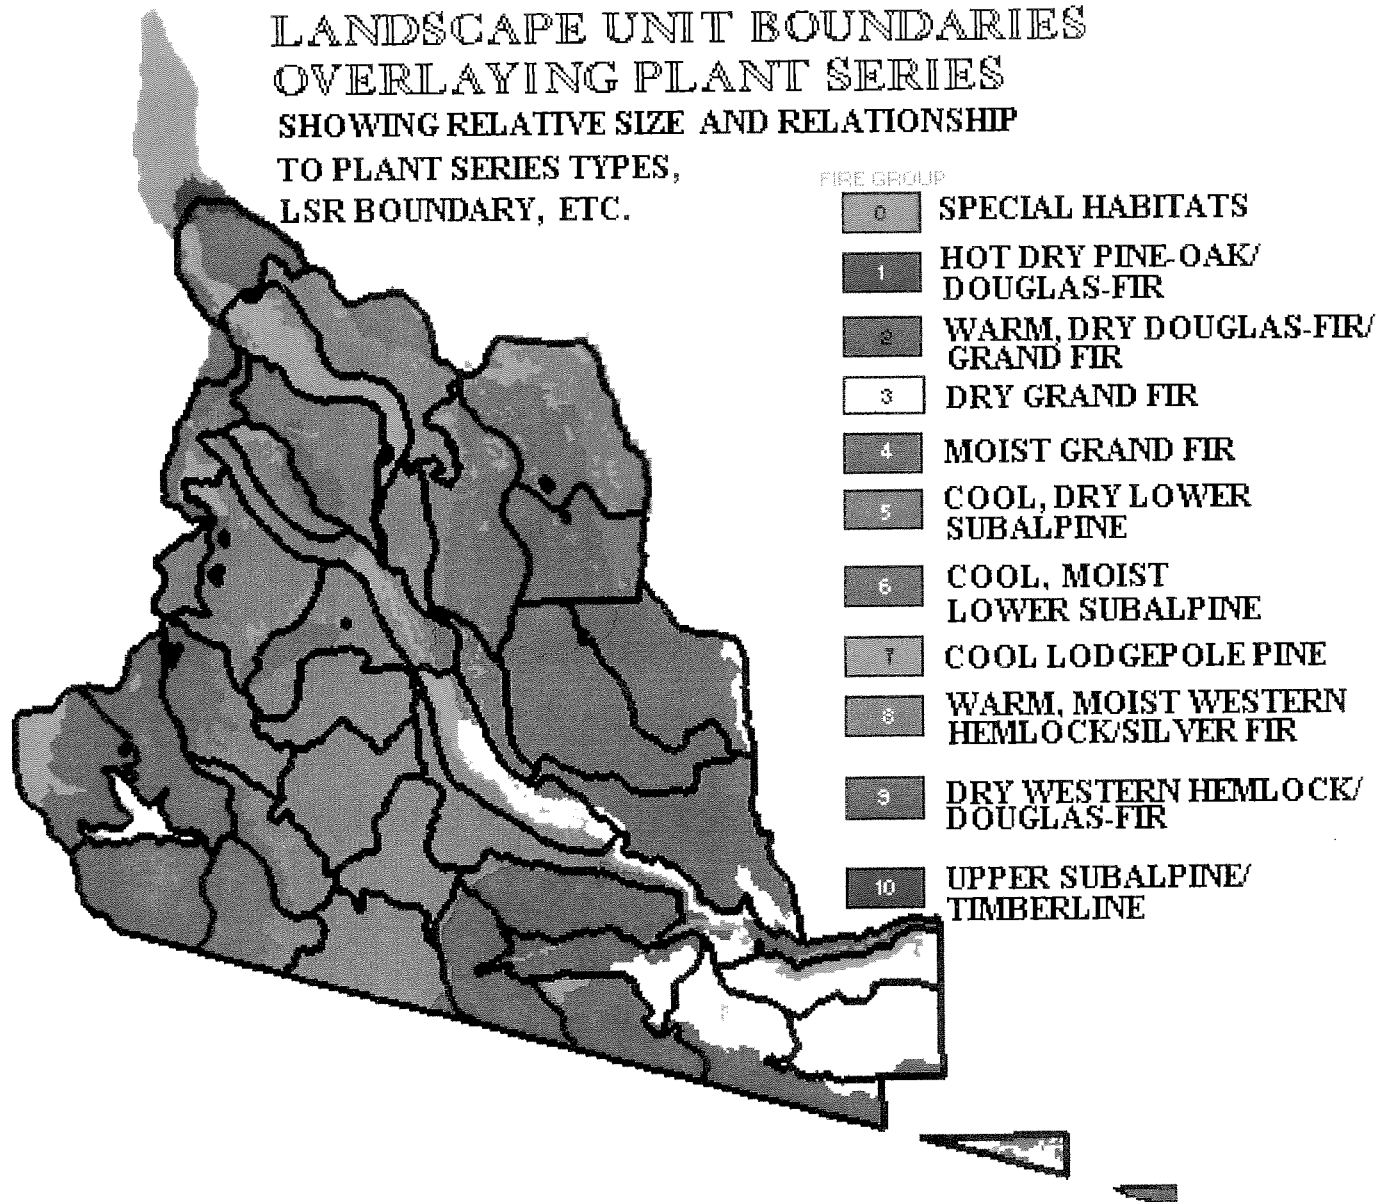 LANDSCAPE UNIT BOUNDARIES
OVERLAYING PLANT SERIES
SHOWING RELATIVE SIZE AND RELATIONSHIP
TO PLANT SERIES TYPES,
LSR BOUNDARY, ETC.
FIRE GROUP
0 SPECIAL HABITATS
1 HOT DRY PINE-OAK/
DOUGLAS-FIR
2 WARM, DRY DOUGLAS-FIR/
GRAND FIR
3 DRY GRAND FIR
4 MOIST GRAND FIR
5 COOL, DRY LOWER
SUBALPINE
6 COOL, MOIST
LOWER SUBALPINE
7 COOL LODGEPOLE PINE
8 WARM, MOIST WESTERN
HEMLOCK/SILVER FIR
9 DRY WESTERN HEMLOCK/
DOUGLAS-FIR
10 UPPER SUBALPINE/
TIMBERLINE